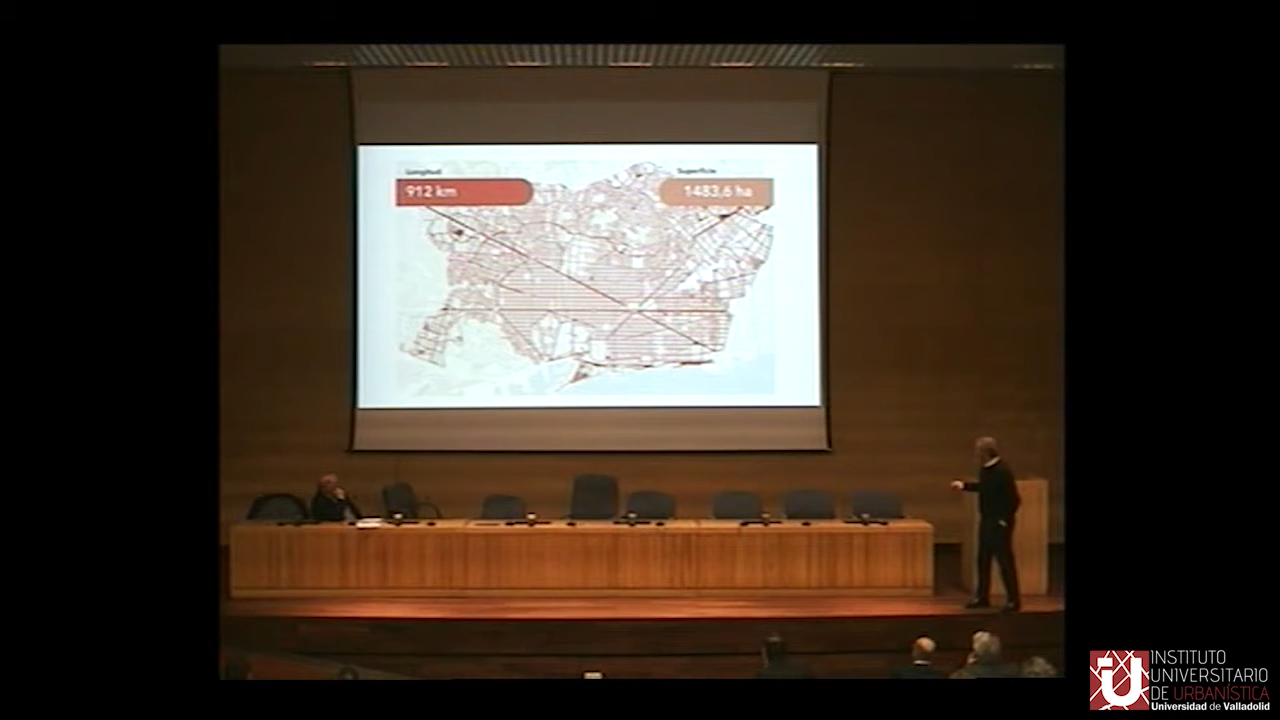 Longitud
912 km
Superficie
1483,6 ha
INSTITUTO
UNIVERSITARIO
DE URBANÍSTICA
Universidad de Valladolid